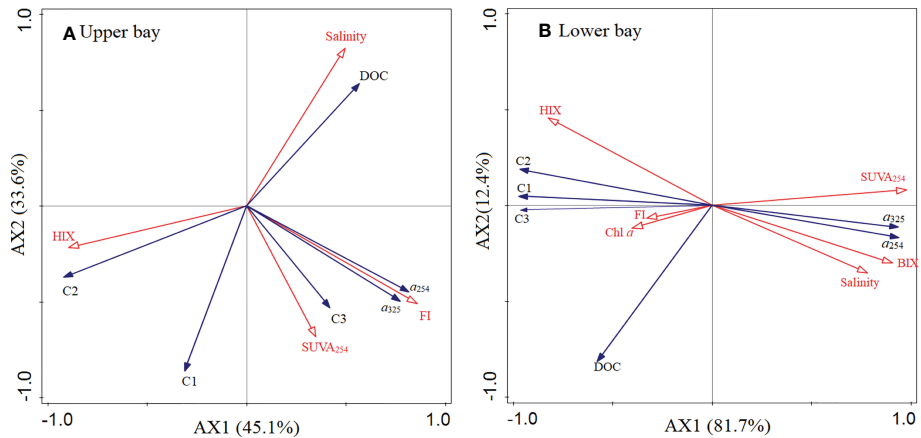 A Upper bay
1.0
Salinity
DOC
HIX
C2
C1
C3
a254
a325
FI
SUVA254
AX2 (33.6%)
-1.0
-1.0
1.0
AX1 (45.1%)
B Lower bay
1.0
HIX
C2
C1
C3
FI
Chl a
SUVA254
a325
a254
BIX
Salinity
DOC
AX2(12.4%)
-1.0
-1.0
1.0
AX1 (81.7%)